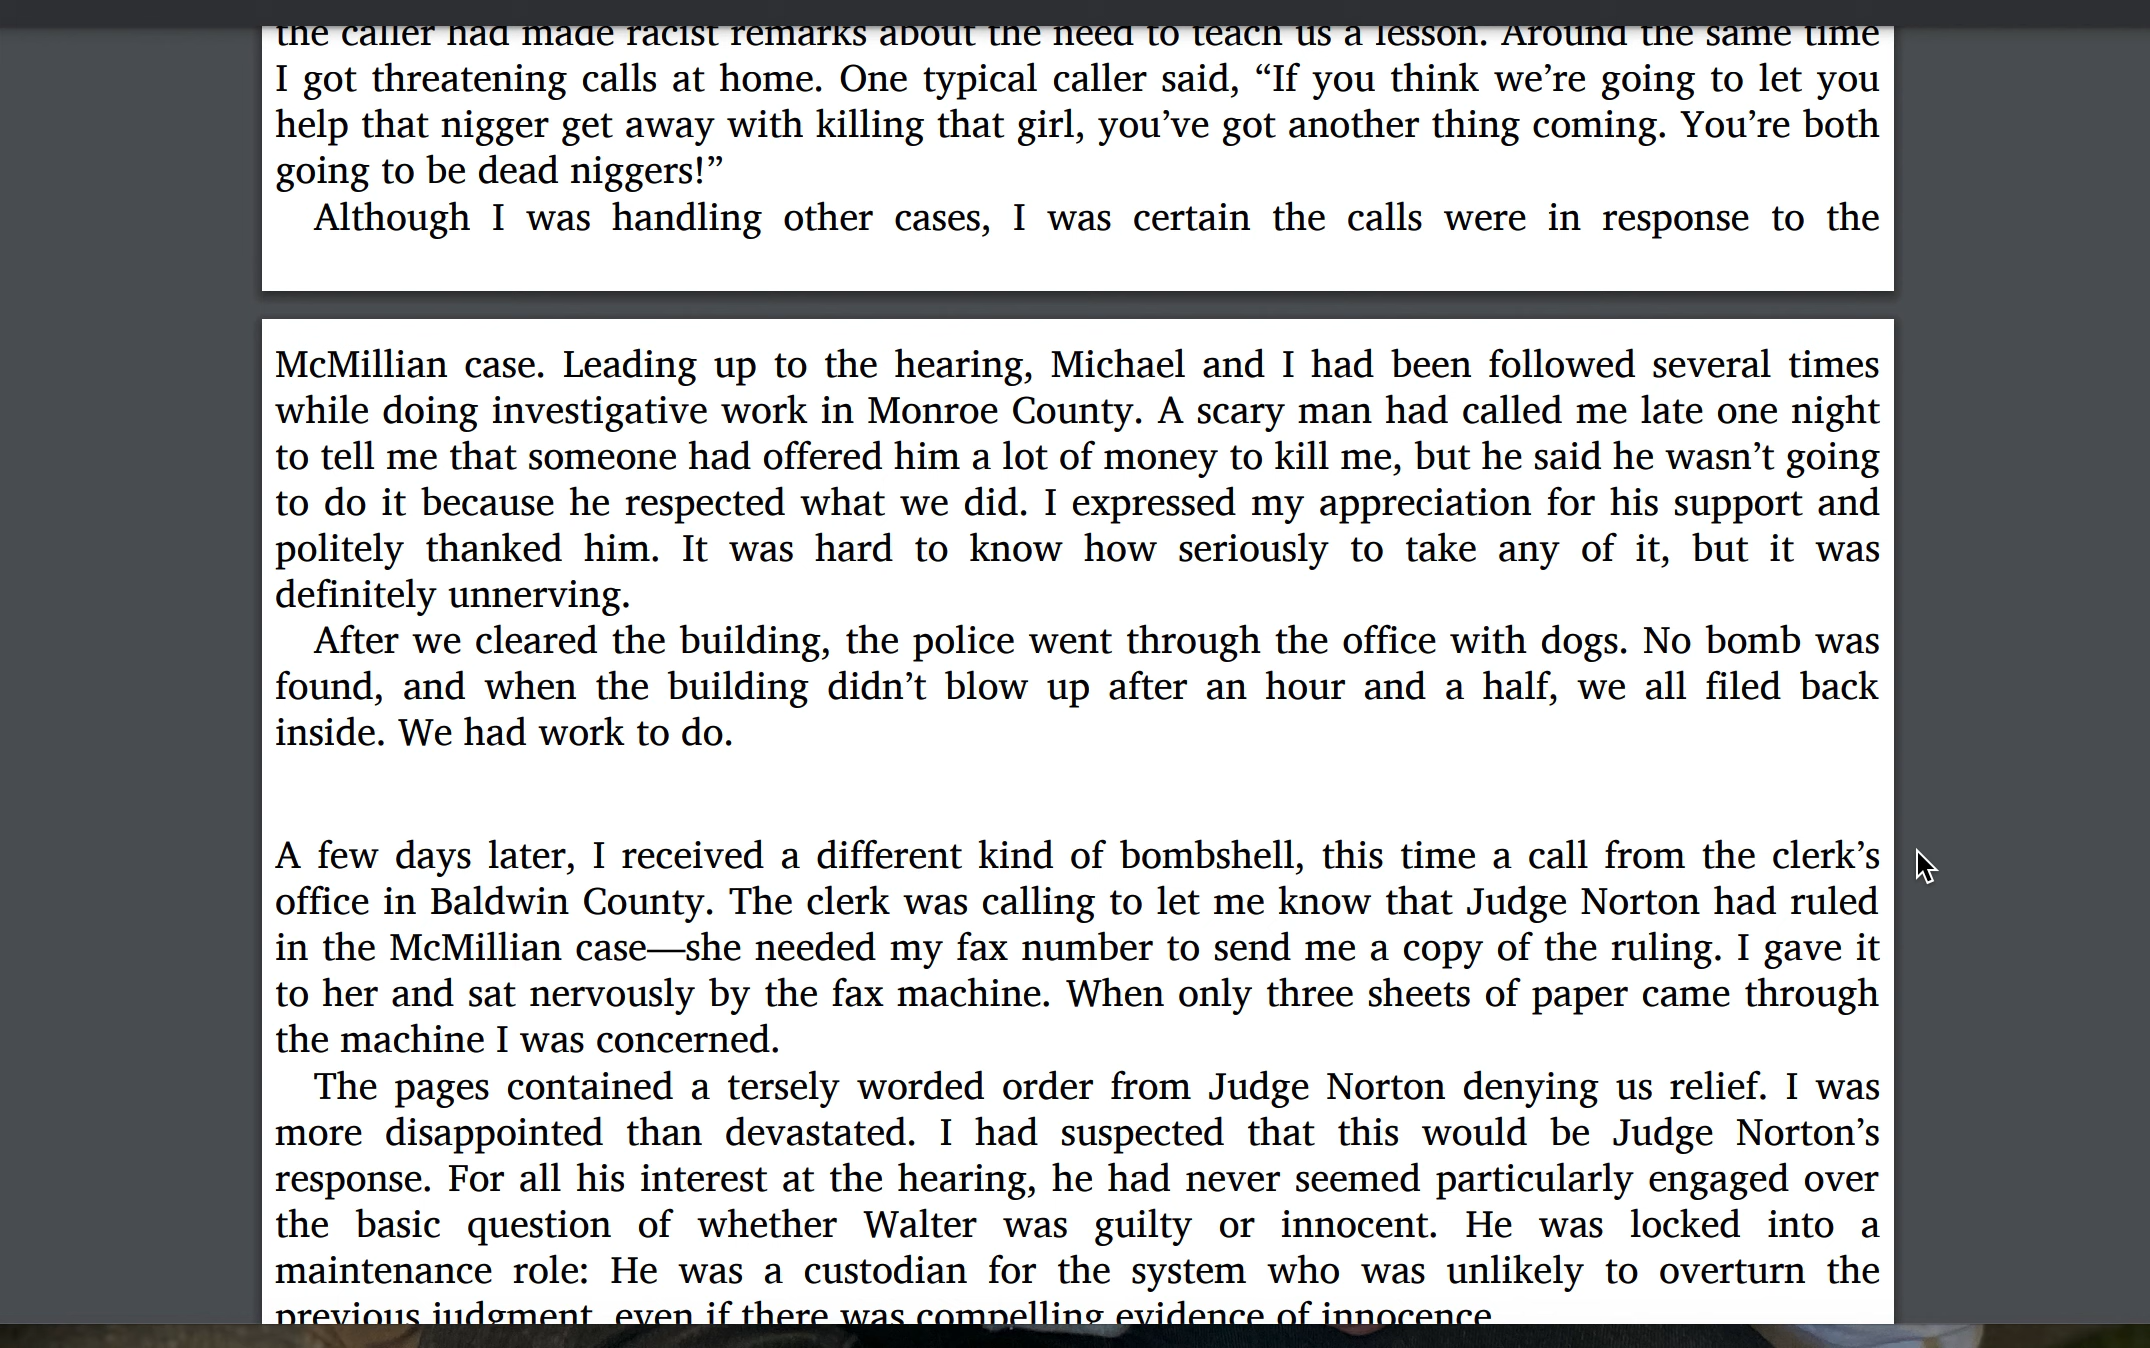 the caller had made racist remarks about the need to teach us a lesson. Around the same time
I got threatening calls at home. One typical caller said, “If you think we’re going to let you
help that nigger get away with killing that girl, you’ve got another thing coming. You’re both
going to be dead niggers!”
Although I was handling other cases, I was certain the calls were in response to the
McMillian case. Leading up to the hearing, Michael and I had been followed several times
while doing investigative work in Monroe County. A scary man had called me late one night
to tell me that someone had offered him a lot of money to kill me, but he said he wasn’t going
to do it because he respected what we did. I expressed my appreciation for his support and
politely thanked him. It was hard to know how seriously to take any of it, but it was
definitely unnerving.
After we cleared the building, the police went through the office with dogs. No bomb was
found, and when the building didn’t blow up after an hour and a half, we all filed back
inside. We had work to do.
A few days later, I received a different kind of bombshell, this time a call from the clerk’s
office in Baldwin County. The clerk was calling to let me know that Judge Norton had ruled
in the McMillian case—she needed my fax number to send me a copy of the ruling. I gave it
to her and sat nervously by the fax machine. When only three sheets of paper came through
the machine I was concerned.
The pages contained a tersely worded order from Judge Norton denying us relief. I was
more disappointed than devastated. I had suspected that this would be Judge Norton’s
response. For all his interest at the hearing, he had never seemed particularly engaged over
the basic question of whether Walter was guilty or innocent. He was locked into a
maintenance role: He was a custodian for the system who was unlikely to overturn the
previous judgment, even if there was compelling evidence of innocence.